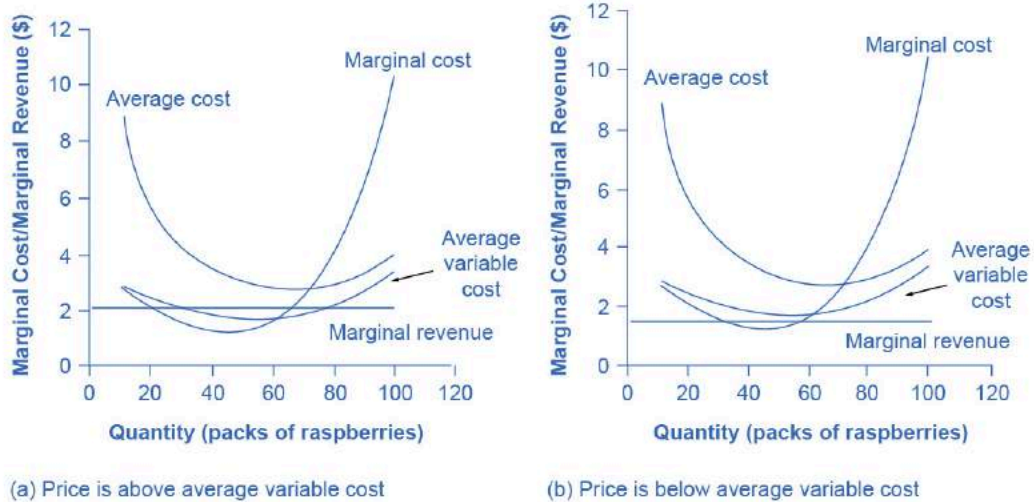 Marginal Cost/Marginal Revenue ($)
12
10
8
6
4
2
0
Average cost
Marginal cost
Average
variable
cost
Marginal revenue
0 20 40 60 80 100 120
Quantity (packs of raspberries)
(a) Price is above average variable cost
Marginal Cost/Marginal Revenue ($)
12
10
8
6
4
2
0
Marginal cost
Average cost
Average
variable
cost
Marginal revenue
0 20 40 60 80 100 120
Quantity (packs of raspberries)
(b) Price is below average variable cost